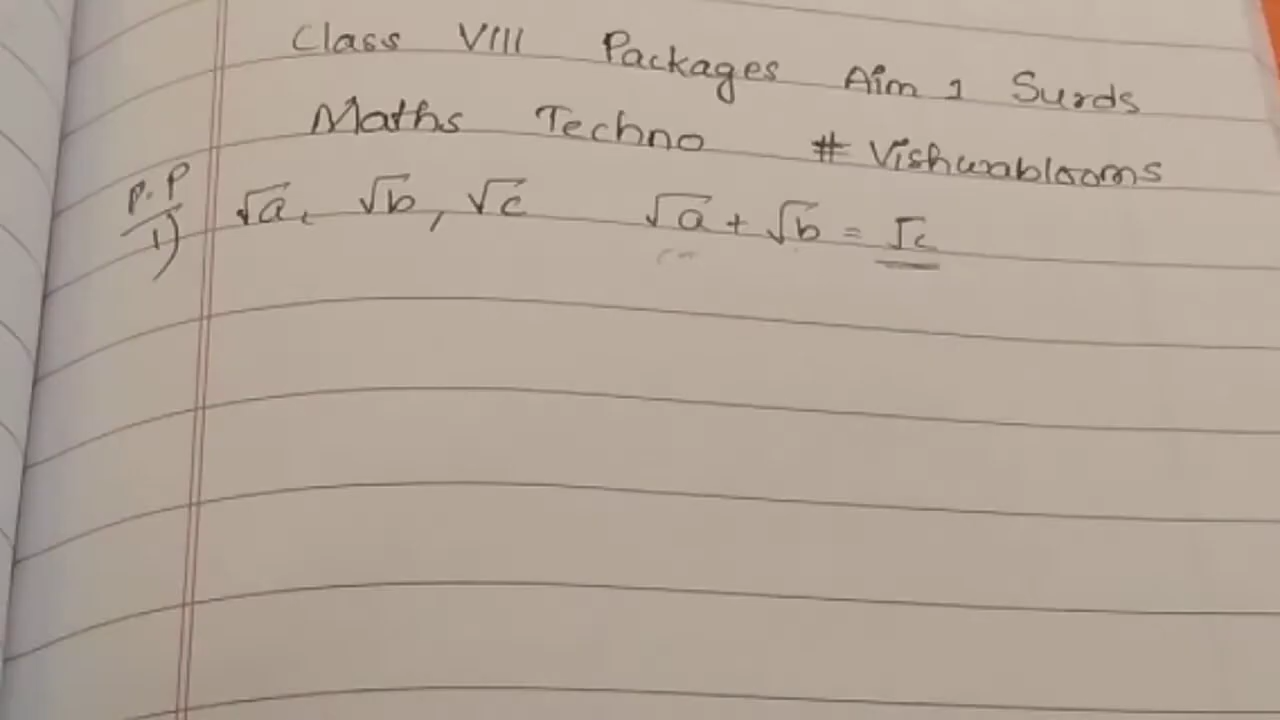 Class VIII Packages Aim 1 Surds
Maths Techno # Vishwablooms
P.P
1) √a, √b, √c √a + √b = √c